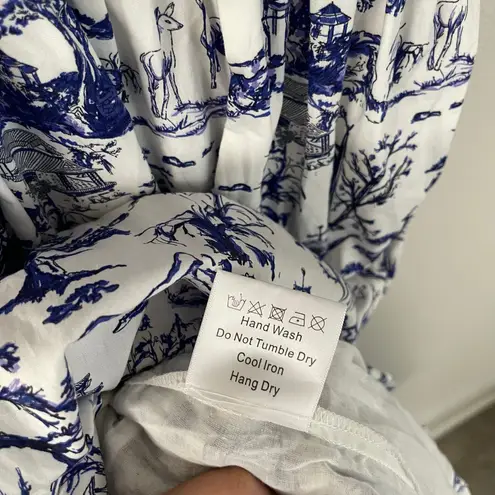 Hand Wash
Do Not Tumble Dry
Cool Iron
Hang Dry